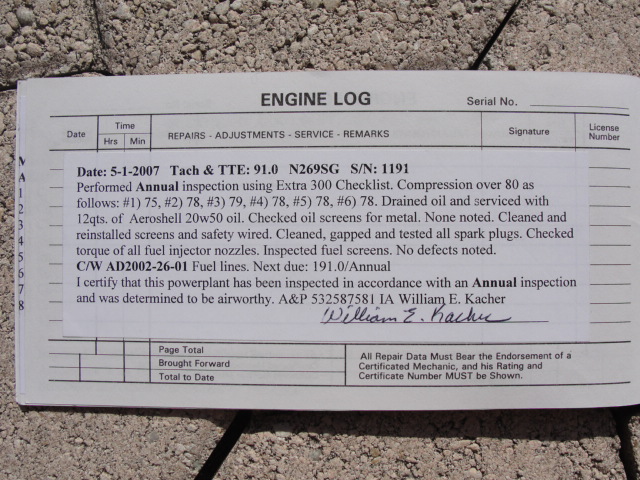 ENGINE LOG
Serial No.
Date
Time
Hrs Min
REPAIRS - ADJUSTMENTS - SERVICE - REMARKS
Signature
License
Number
M
A
1
2
3
4
5
6
7
8
Date: 5-1-2007 Tach & TTE: 91.0 N269SG S/N: 1191
Performed Annual inspection using Extra 300 Checklist. Compression over 80 as
follows: #1) 75, #2) 78, #3) 79, #4) 78, #5) 78, #6) 78. Drained oil and serviced with
12qts. of Aeroshell 20w50 oil. Checked oil screens for metal. None noted. Cleaned and
reinstalled screens and safety wired. Cleaned, gapped and tested all spark plugs. Checked
torque of all fuel injector nozzles. Inspected fuel screens. No defects noted.
C/W AD2002-26-01 Fuel lines. Next due: 191.0/Annual
I certify that this powerplant has been inspected in accordance with an Annual inspection
and was determined to be airworthy. A&P 532587581 IA William E. Kacher
William E. Kacher
Page Total
Brought Forward
Total to Date
All Repair Data Must Bear the Endorsement of a
Certificated Mechanic, and his Rating and
Certificate Number MUST be Shown.